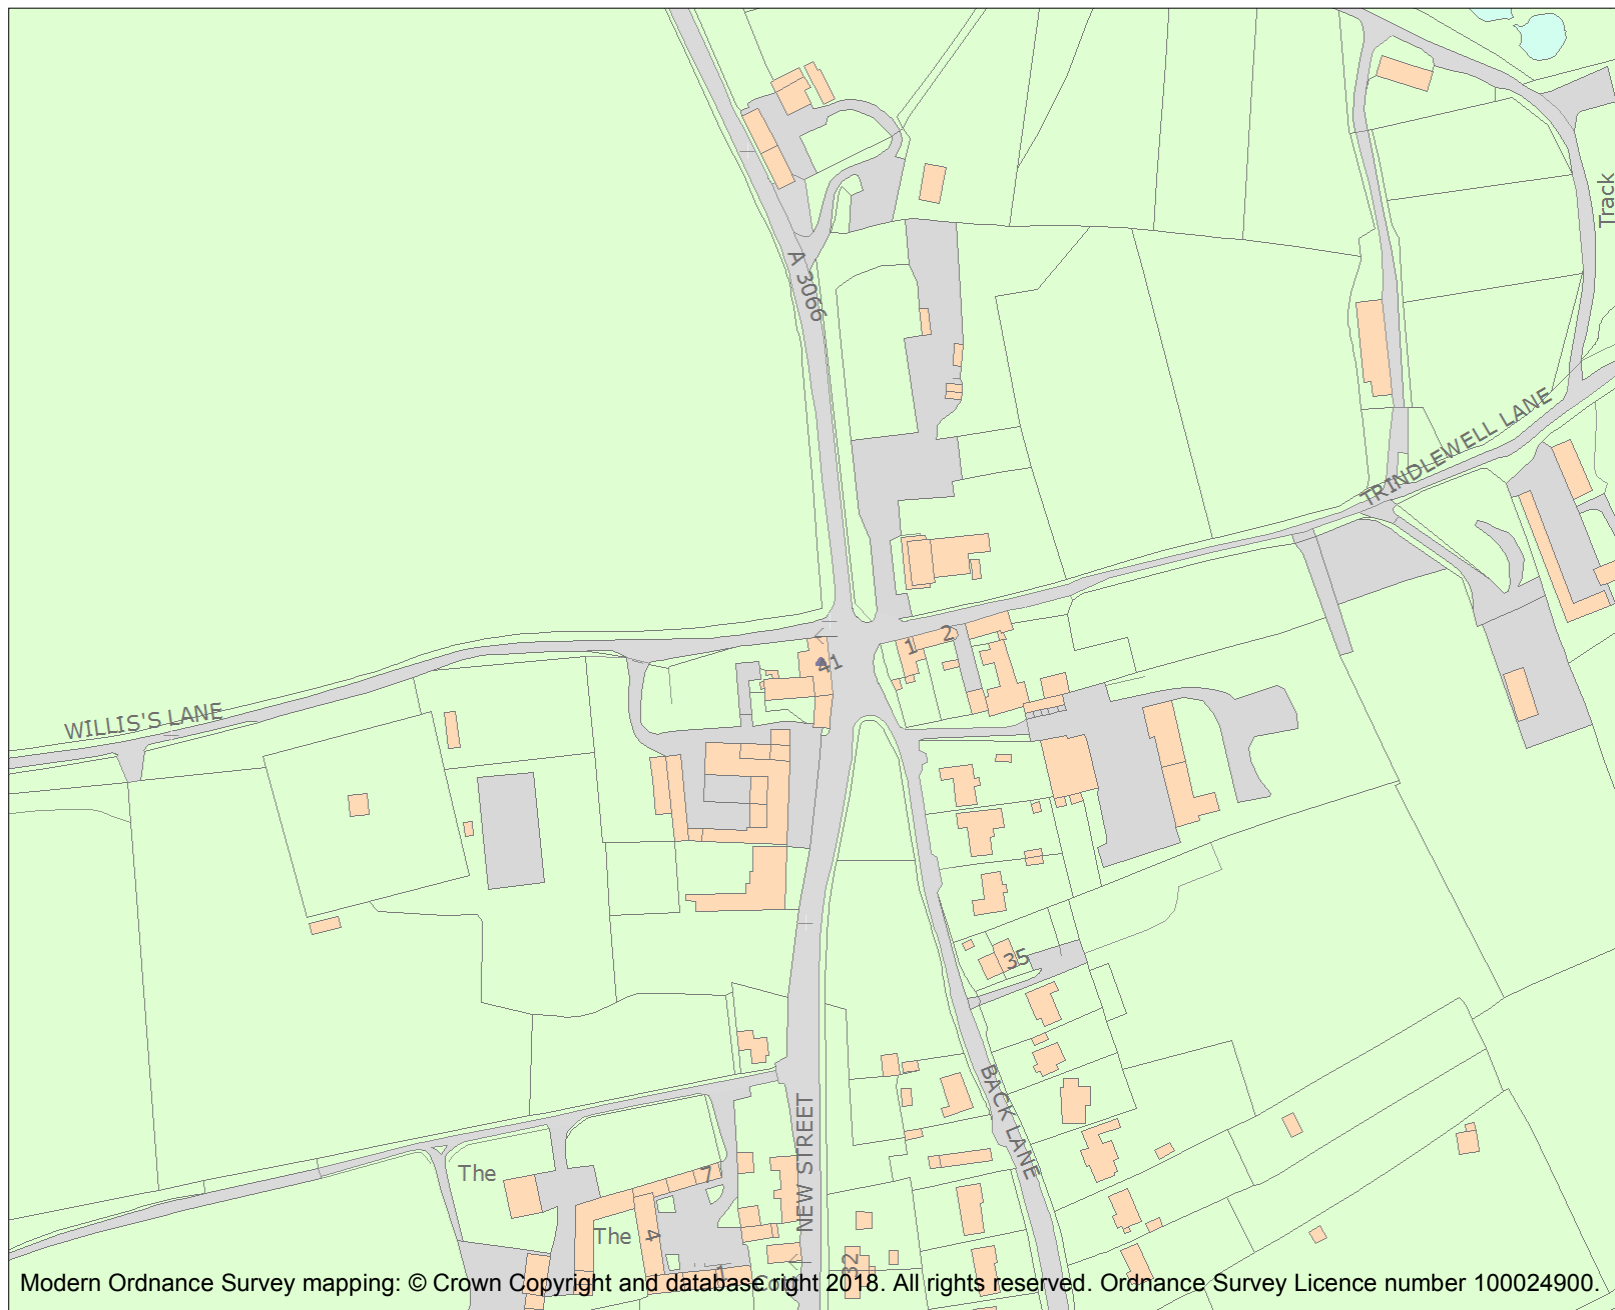 Track
A 3066
TRINDLEWELL LANE
2
1
41
WILLIS'S LANE
35
BACK LANE
NEW STREET
The
7
The
4
32
1
Modern Ordnance Survey mapping: © Crown Copyright and database right 2018. All rights reserved. Ordnance Survey Licence number 100024900.